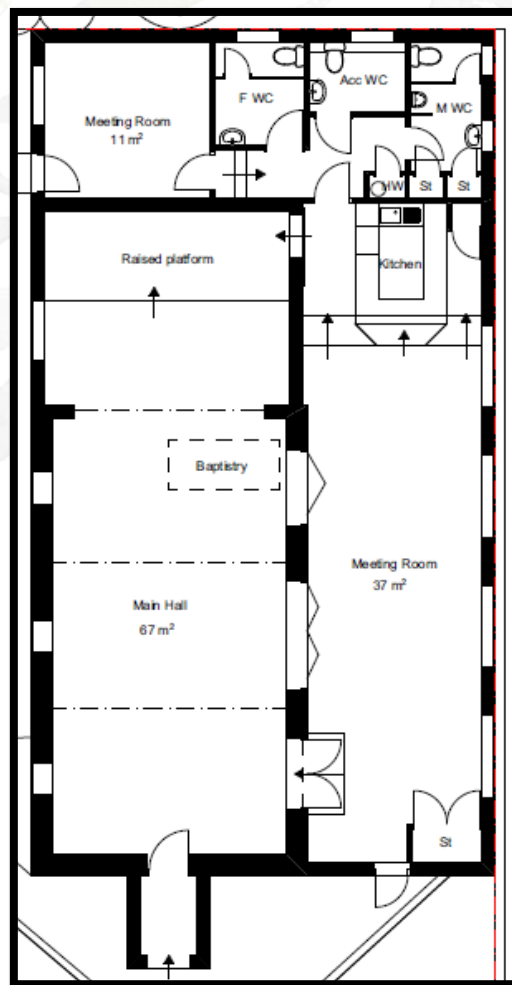 Acc WC
F WC
M WC
Meeting Room
11 m²
HW
St
St
Raised platform
Kitchen
Baptistry
Meeting Room
37 m²
Main Hall
67 m²
St